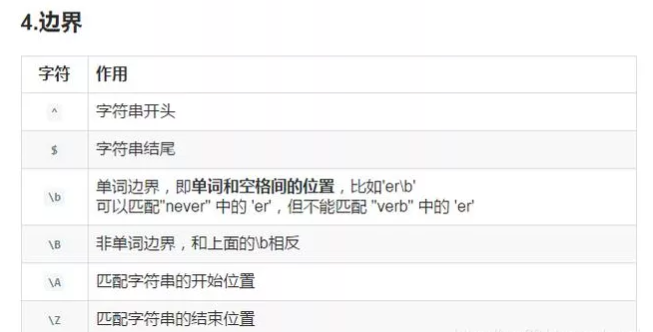 4.边界
字符 作用
^ 字符串开头
$ 字符串结尾
\b 单词边界，即单词和空格间的位置，比如'er\b'
可以匹配"never" 中的 'er'，但不能匹配 "verb" 中的 'er'
\B 非单词边界，和上面的\b相反
\A 匹配字符串的开始位置
\Z 匹配字符串的结束位置